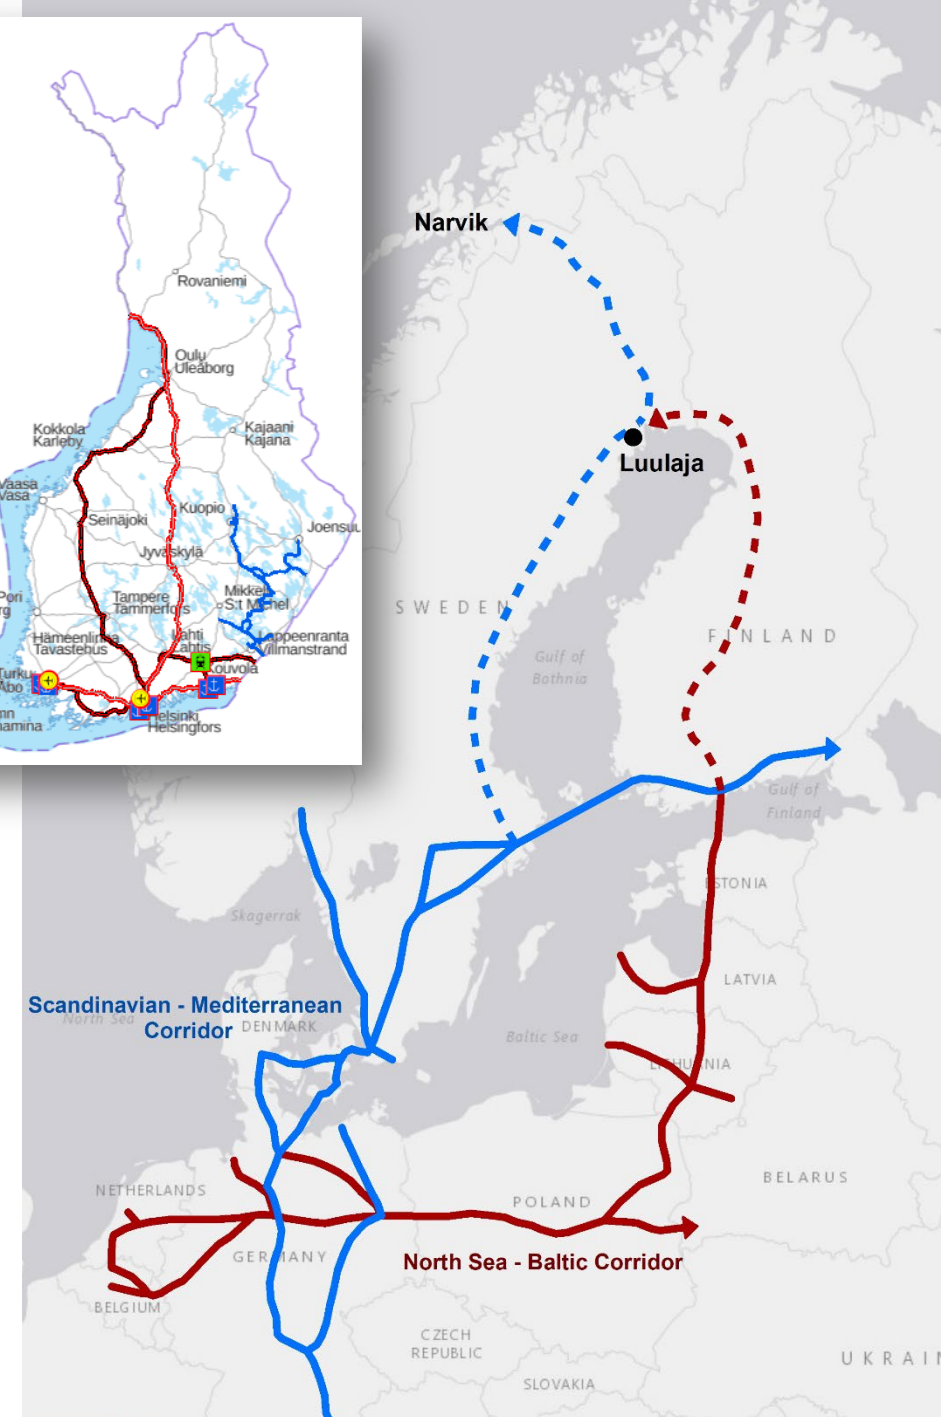 Rovaniemi
Oulu
Uleåborg
Kokkola
Karleby
Kajaani
Kajana
Vaasa
Vasa
Seinäjoki
Kuopio
Joensuu
Jyväskylä
Pori
Tampere
Tammerfors
Mikkeli
S:t Michel
Hämeenlinna
Tavastehus
Lahti
Lahtis
Lappeenranta
Villmanstrand
Kouvola
Turku
Åbo
Helsinki
Helsingfors
Narvik
Luulaja
SWEDEN
FINLAND
Gulf of
Bothnia
Gulf of
Finland
ESTONIA
Skagerrak
LATVIA
Scandinavian - Mediterranean
Corridor
North Sea
DENMARK
Baltic Sea
LITHUANIA
NETHERLANDS
POLAND
BELARUS
GERMANY
North Sea - Baltic Corridor
BELGIUM
CZECH
REPUBLIC
SLOVAKIA
UKRAIN